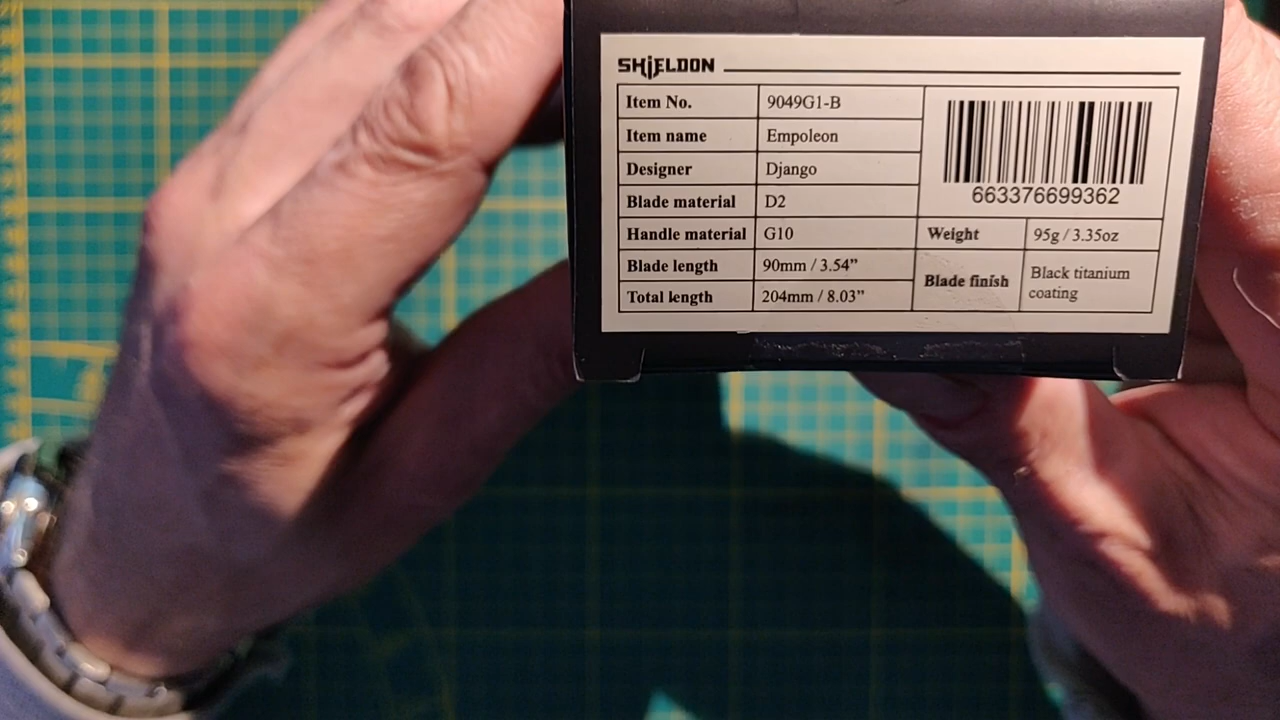 SHiELDON
Item No. 9049G1-B
Item name Empoleon
Designer Django
Blade material D2
Handle material G10
Blade length 90mm / 3.54”
Total length 204mm / 8.03”
663376699362
Weight 95g / 3.35oz
Blade finish Black titanium
coating